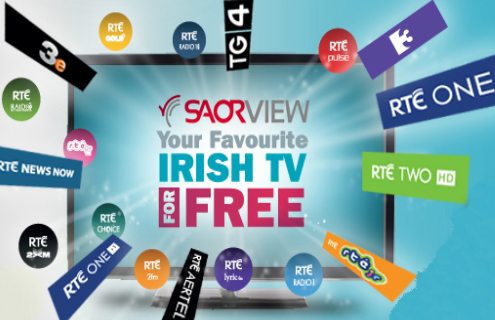 3e
RTÉ
GOLD
RTÉ
RADIO 1
TG4
RTÉ
pulse
3
RTÉ ONE
RTÉ
SAORVIEW
Your Favourite
IRISH TV
FOR
FREE
RTÉ NEWS NOW
RTÉ TWO HD
RTÉ
2XM
RTÉ
CHOICE
RTÉ ONE +1
RTÉ
2fm
RTÉ AERTEL
RTÉ
lyric fm
RTÉ
RADIO 1
RTÉ
RTÉjr